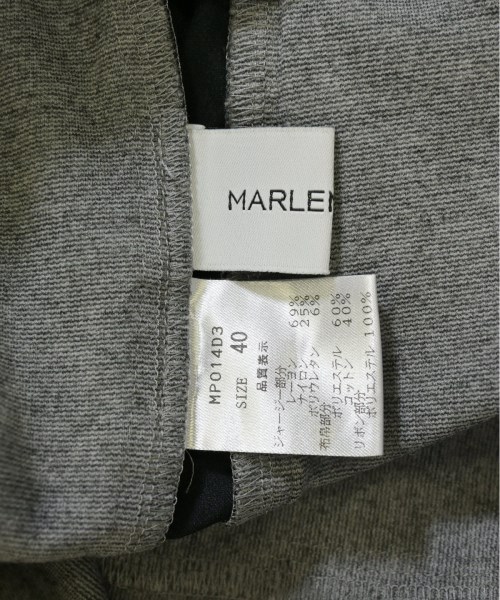 MARLEN
MP014D3
SIZE 40
品質表示
ジャージー部分
レーヨン 69%
ナイロン 25%
ポリウレタン 6%
布帛部分
ポリエステル 60%
コットン 40%
リボン部分
ポリエステル 100%